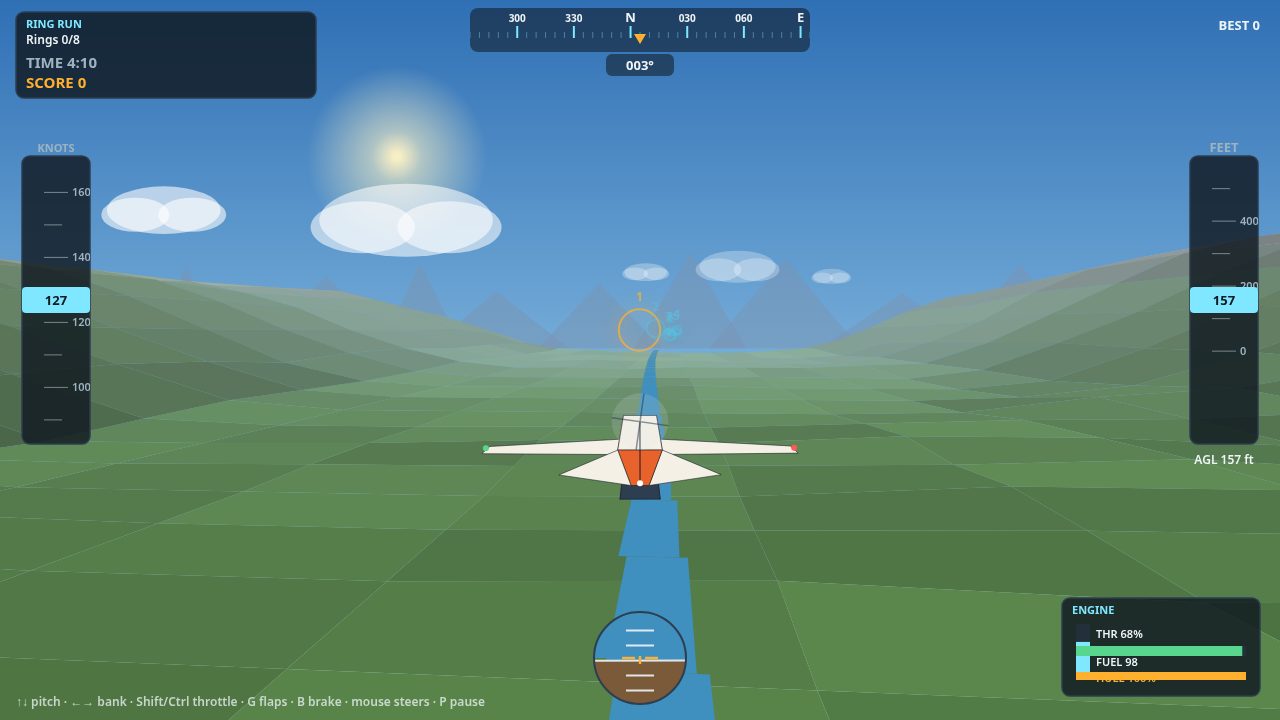 RING RUN
Rings 0/8
TIME 4:10
SCORE 0
300 330 N 030 060 E
003°
BEST 0
KNOTS
160
140
127
120
100
FEET
400
200
157
0
AGL 157 ft
1
ENGINE
THR 68%
FUEL 98
HULL 100%
↑↓ pitch · ←→ bank · Shift/Ctrl throttle · G flaps · B brake · mouse steers · P pause